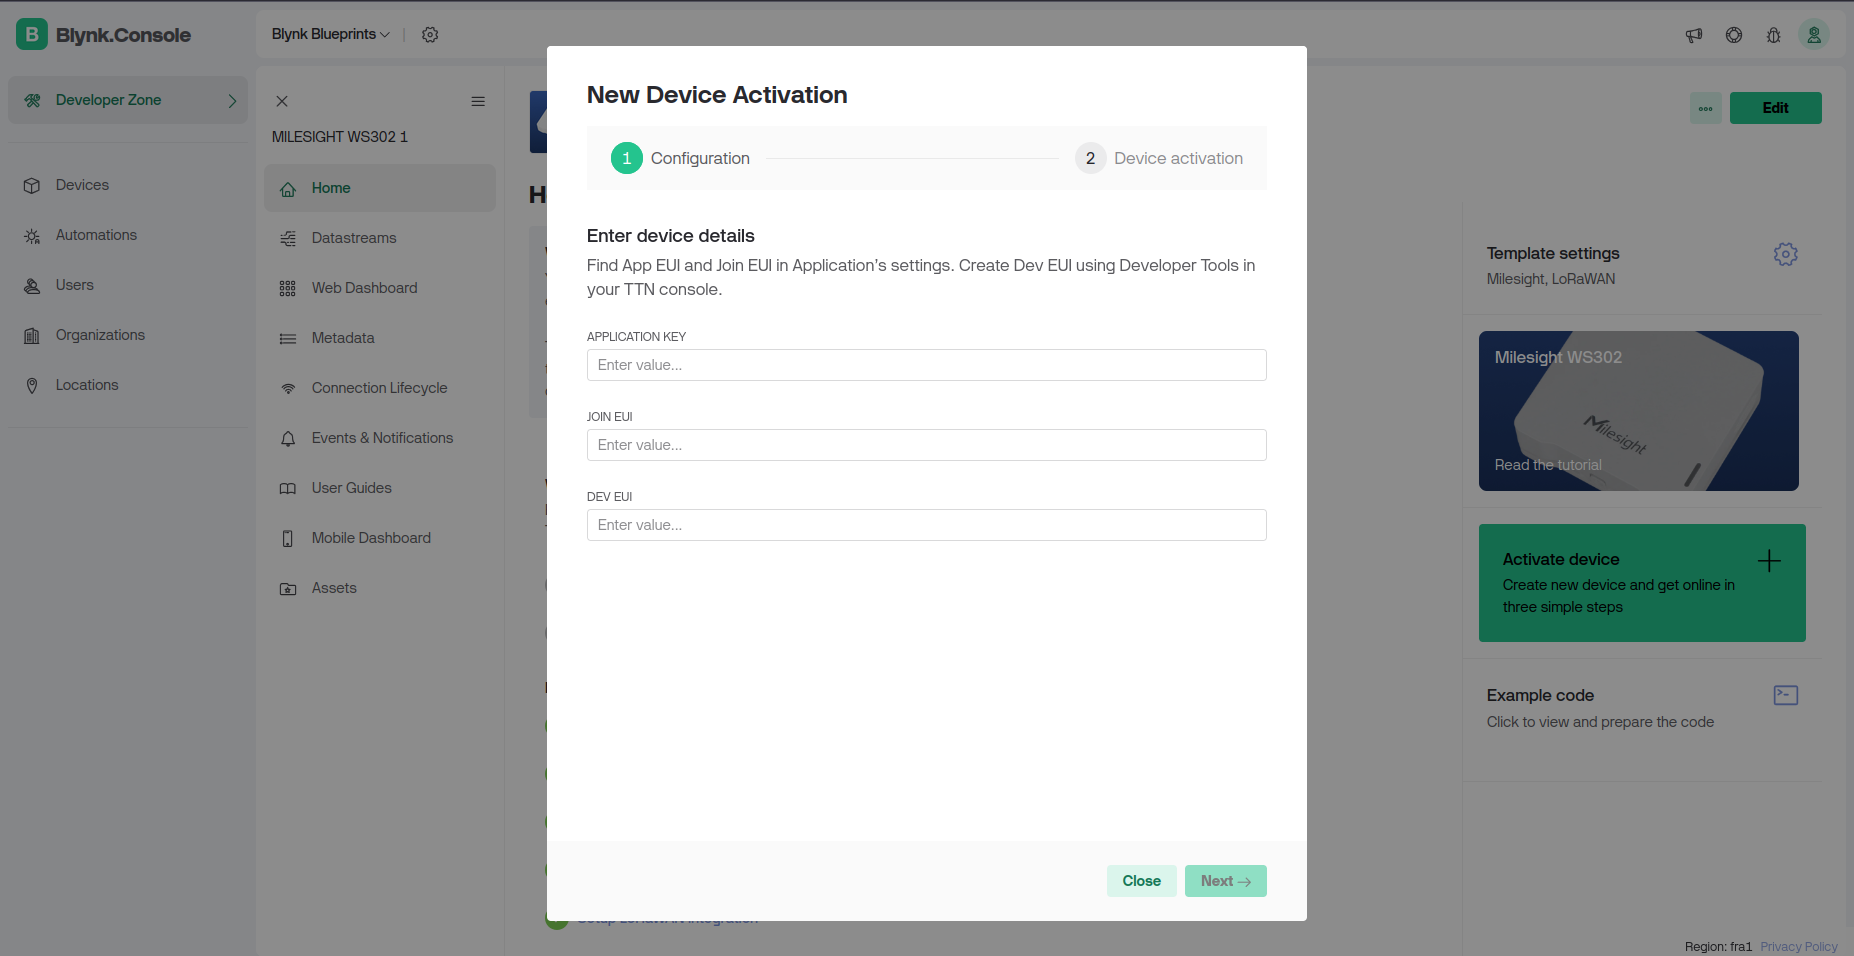 B Blynk.Console
Blynk Blueprints
Developer Zone
Devices
Automations
Users
Organizations
Locations
MILESIGHT WS302 1
Home
Datastreams
Web Dashboard
Metadata
Connection Lifecycle
Events & Notifications
User Guides
Mobile Dashboard
Assets
New Device Activation
1 Configuration
2 Device activation
Enter device details
Find App EUI and Join EUI in Application's settings. Create Dev EUI using Developer Tools in
your TTN console.
APPLICATION KEY
Enter value...
JOIN EUI
Enter value...
DEV EUI
Enter value...
Close
Next →
Edit
Template settings
Milesight, LoRaWAN
Milesight WS302
Milesight
Read the tutorial
Activate device
Create new device and get online in
three simple steps
Example code
Click to view and prepare the code
Region: fra1 Privacy Policy